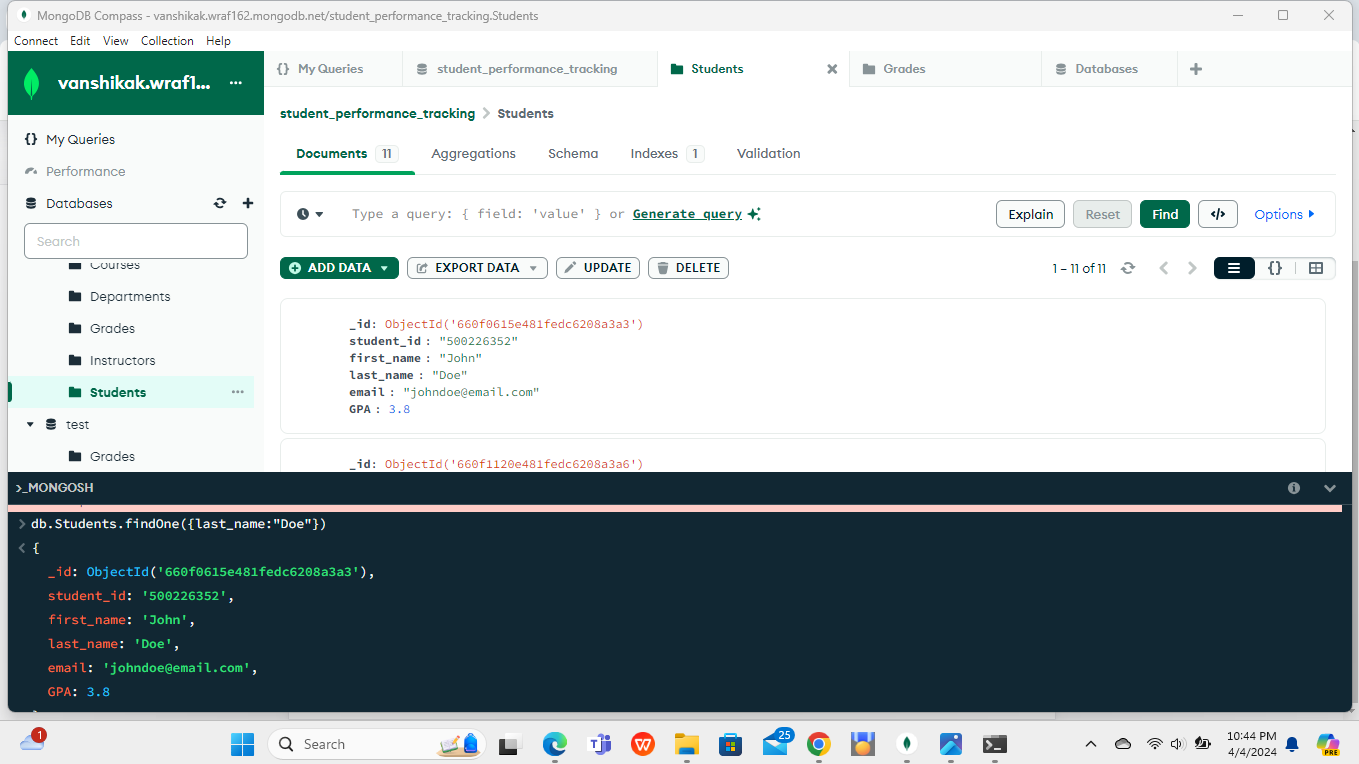 MongoDB Compass - vanshikak.wraf162.mongodb.net/student_performance_tracking.Students
Connect Edit View Collection Help
vanshikak.wraf1... ...
{} My Queries
Performance
Databases
Search
Courses
Departments
Grades
Instructors
Students ...
test
Grades
{} My Queries student_performance_tracking Students Grades Databases
student_performance_tracking > Students
Documents 11 Aggregations Schema Indexes 1 Validation
Type a query: { field: 'value' } or Generate query Explain Reset Find </> Options
ADD DATA EXPORT DATA UPDATE DELETE 1 – 11 of 11 {}
_id: ObjectId('660f0615e481fedc6208a3a3')
student_id : "500226352"
first_name : "John"
last_name : "Doe"
email : "johndoe@email.com"
GPA : 3.8
_id: ObjectId('660f1120e481fedc6208a3a6')
>_MONGOSH
> db.Students.findOne({last_name:"Doe"})
< {
_id: ObjectId('660f0615e481fedc6208a3a3'),
student_id: '500226352',
first_name: 'John',
last_name: 'Doe',
email: 'johndoe@email.com',
GPA: 3.8
1 Search 25 10:44 PM
4/4/2024
PRE